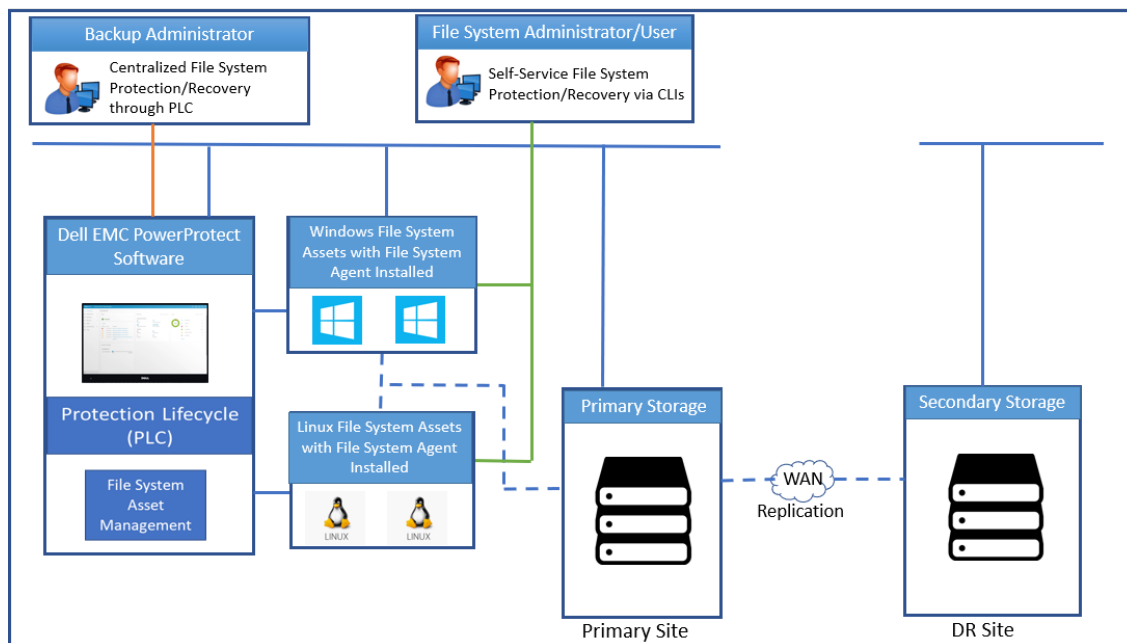 Backup Administrator
Centralized File System
Protection/Recovery
through PLC
File System Administrator/User
Self-Service File System
Protection/Recovery via CLIs
Dell EMC PowerProtect
Software
Protection Lifecycle
(PLC)
File System
Asset
Management
Windows File System
Assets with File System
Agent Installed
Linux File System Assets
with File System Agent
Installed
LINUX
LINUX
Primary Storage
Primary Site
WAN
Replication
Secondary Storage
DR Site